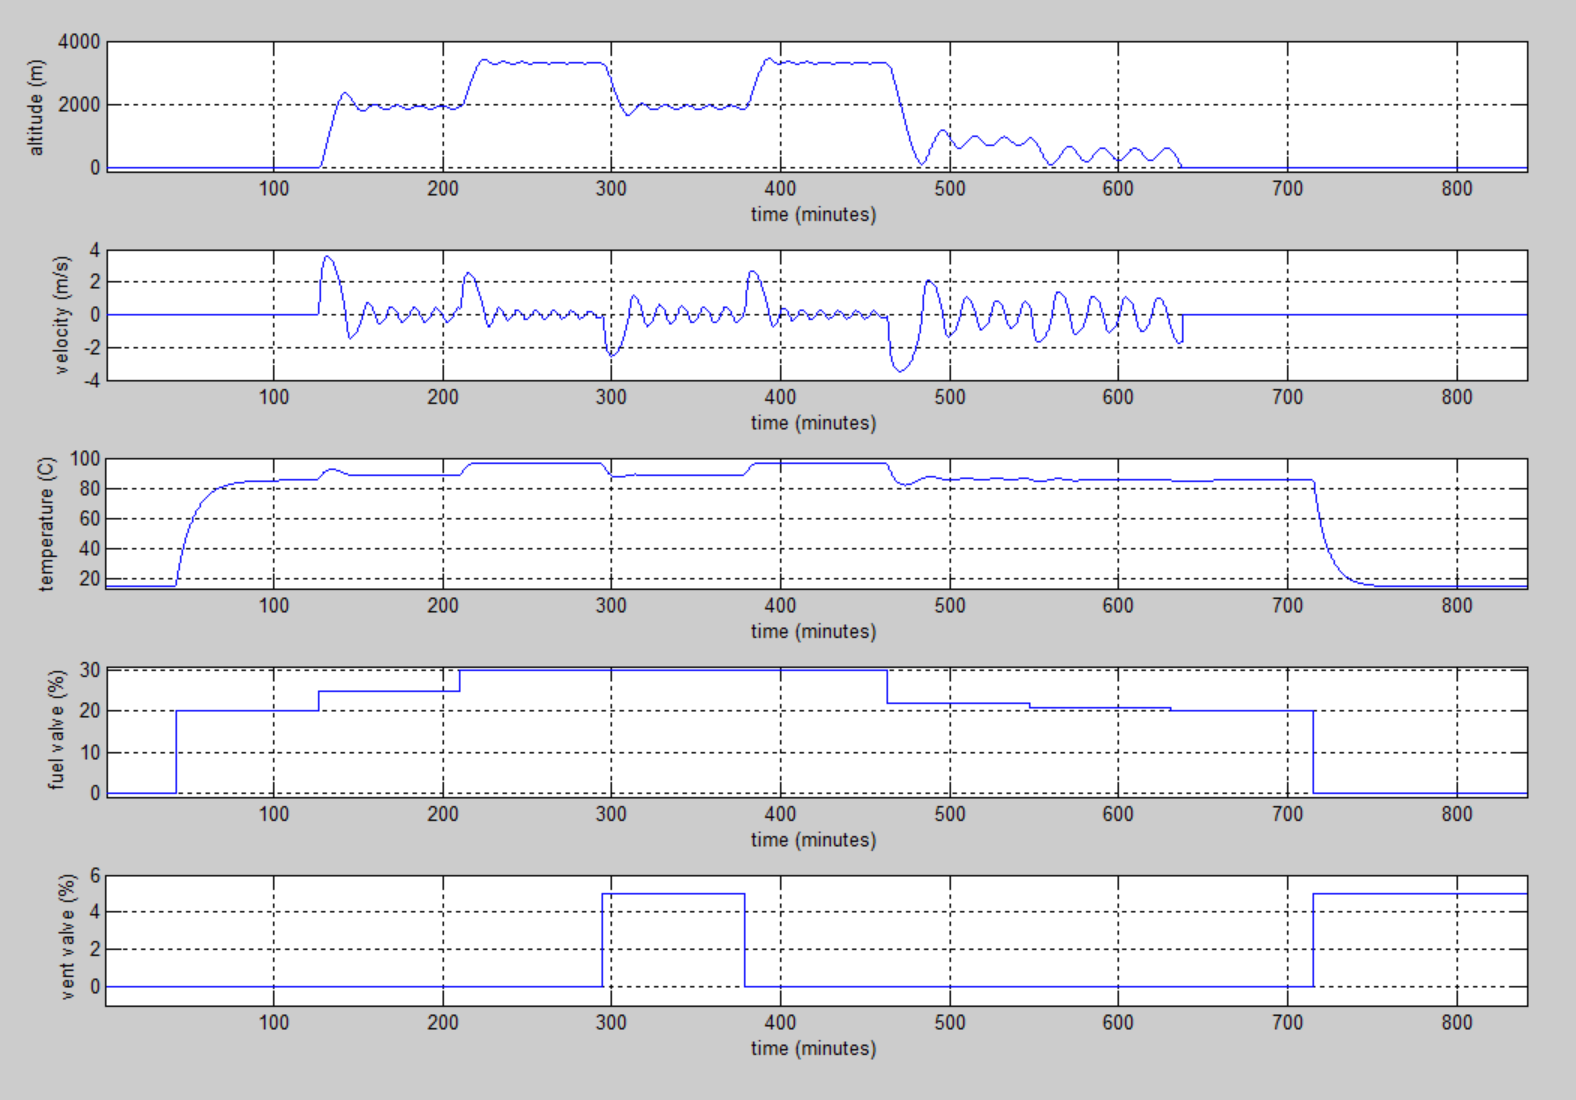 altitude (m)
4000
2000
0
100 200 300 400 500 600 700 800
time (minutes)
velocity (m/s)
4
2
0
-2
-4
100 200 300 400 500 600 700 800
time (minutes)
temperature (C)
100
80
60
40
20
100 200 300 400 500 600 700 800
time (minutes)
fuel valve (%)
30
20
10
0
100 200 300 400 500 600 700 800
time (minutes)
vent valve (%)
6
4
2
0
100 200 300 400 500 600 700 800
time (minutes)